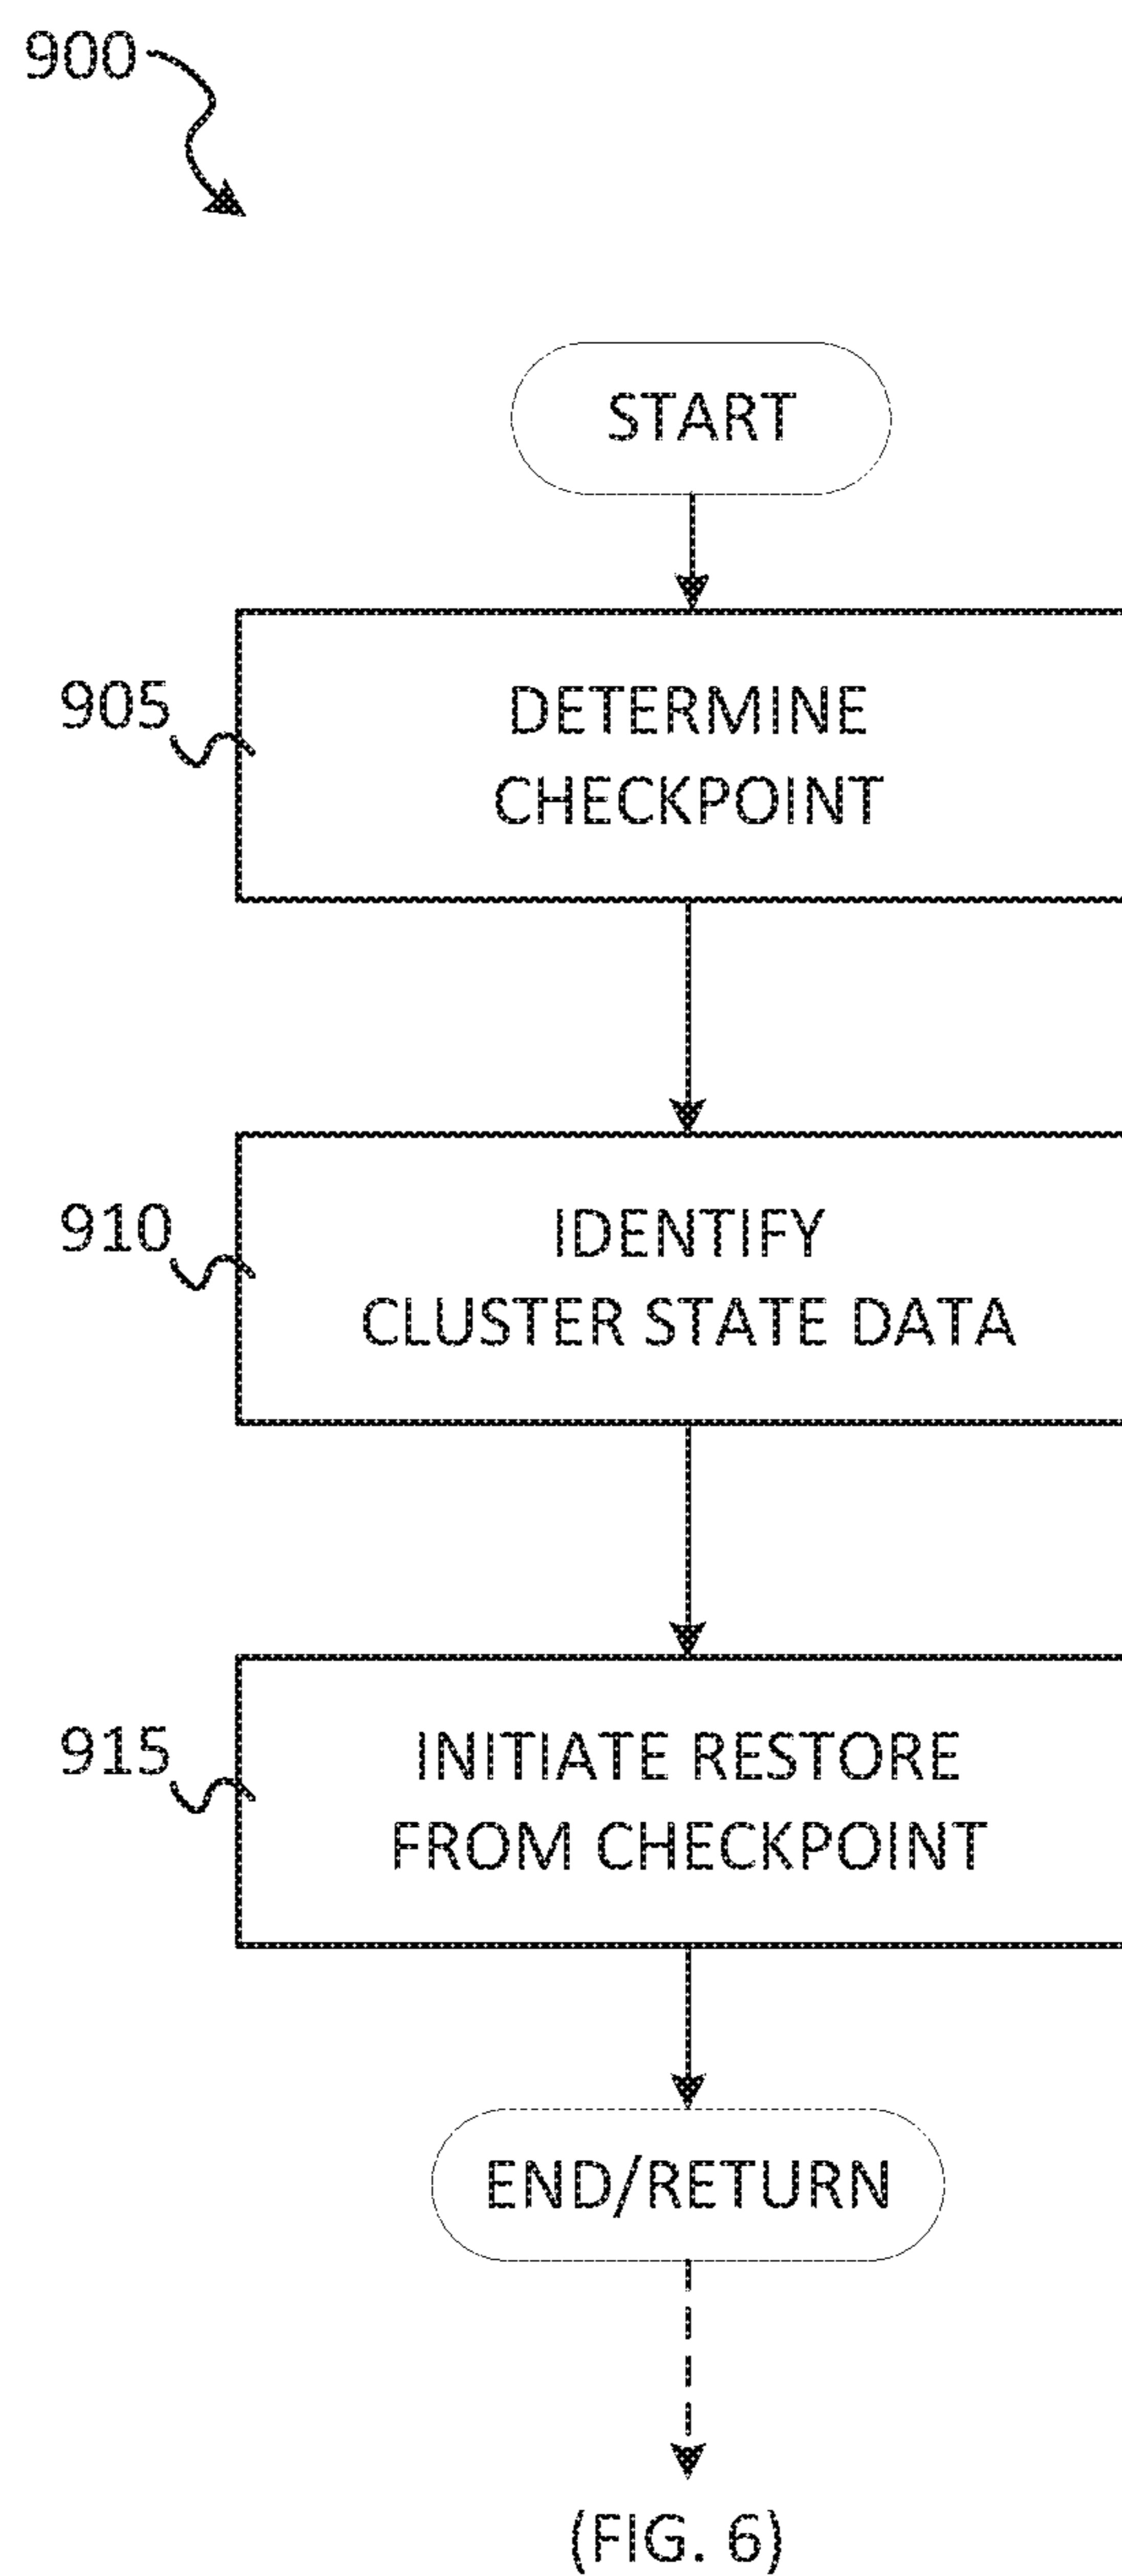 900
START
905
DETERMINE
CHECKPOINT
910
IDENTIFY
CLUSTER STATE DATA
915
INITIATE RESTORE
FROM CHECKPOINT
END/RETURN
(FIG. 6)